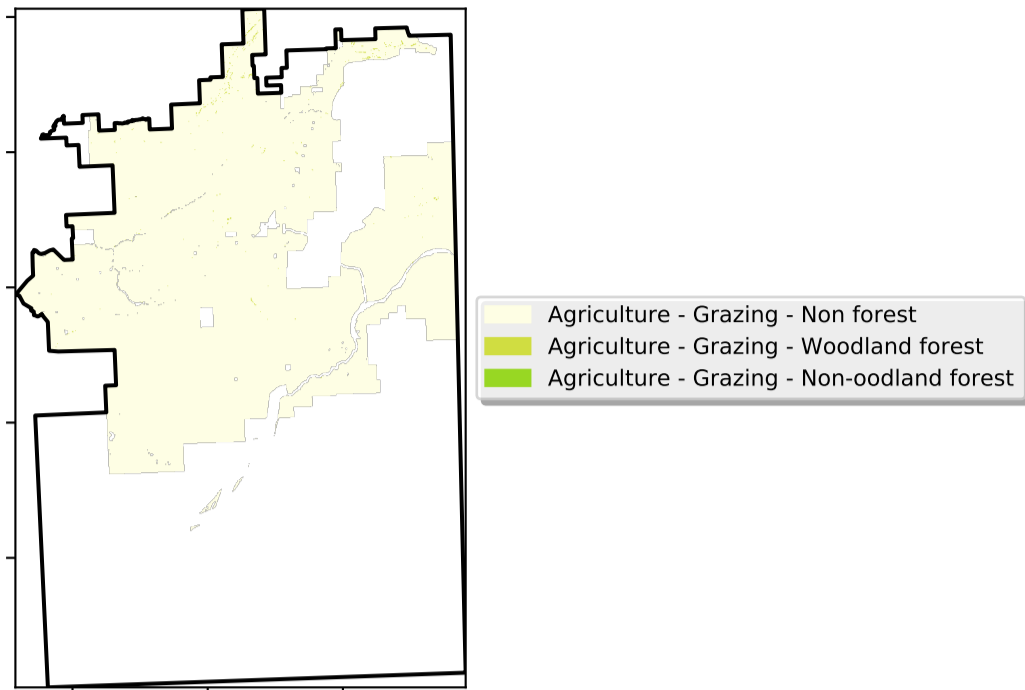 Agriculture - Grazing - Non forest
Agriculture - Grazing - Woodland forest
Agriculture - Grazing - Non-oodland forest